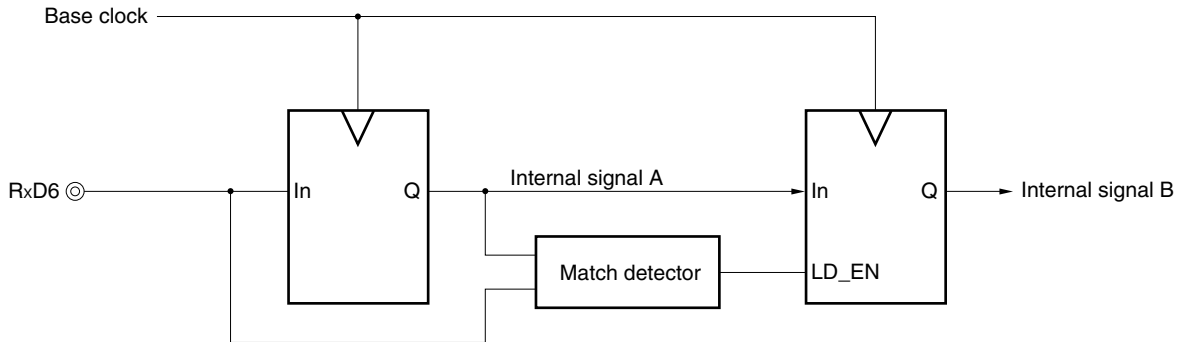 Base clock
RxD6
In
Q
Internal signal A
In
Q
Internal signal B
Match detector
LD_EN